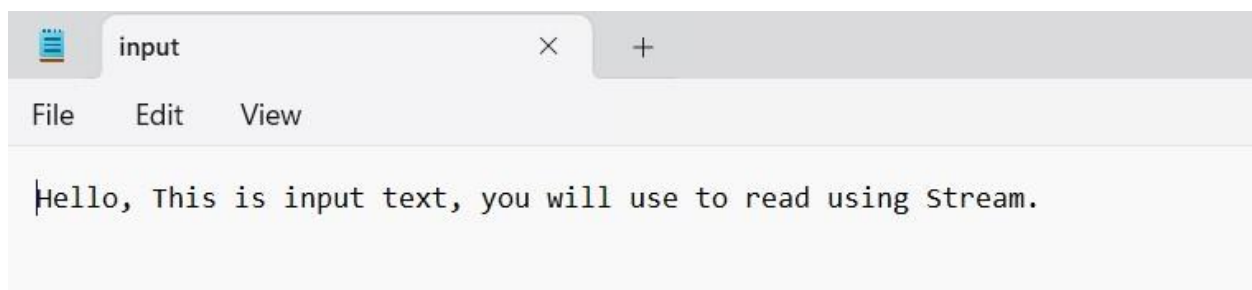 input
File Edit View
Hello, This is input text, you will use to read using Stream.